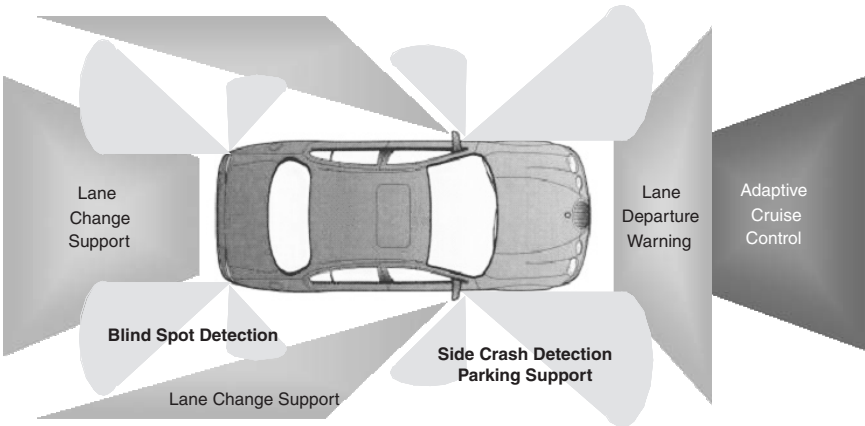 Lane
Change
Support
Lane
Departure
Warning
Adaptive
Cruise
Control
Blind Spot Detection
Side Crash Detection
Parking Support
Lane Change Support